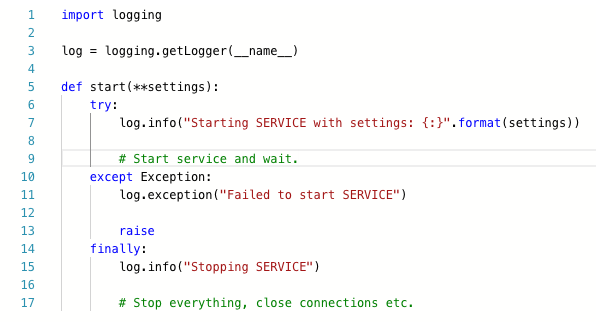 1 import logging
2
3 log = logging.getLogger(__name__)
4
5 def start(**settings):
6     try:
7         log.info("Starting SERVICE with settings: {:}".format(settings))
8
9         # Start service and wait.
10     except Exception:
11         log.exception("Failed to start SERVICE")
12
13         raise
14     finally:
15         log.info("Stopping SERVICE")
16
17         # Stop everything, close connections etc.